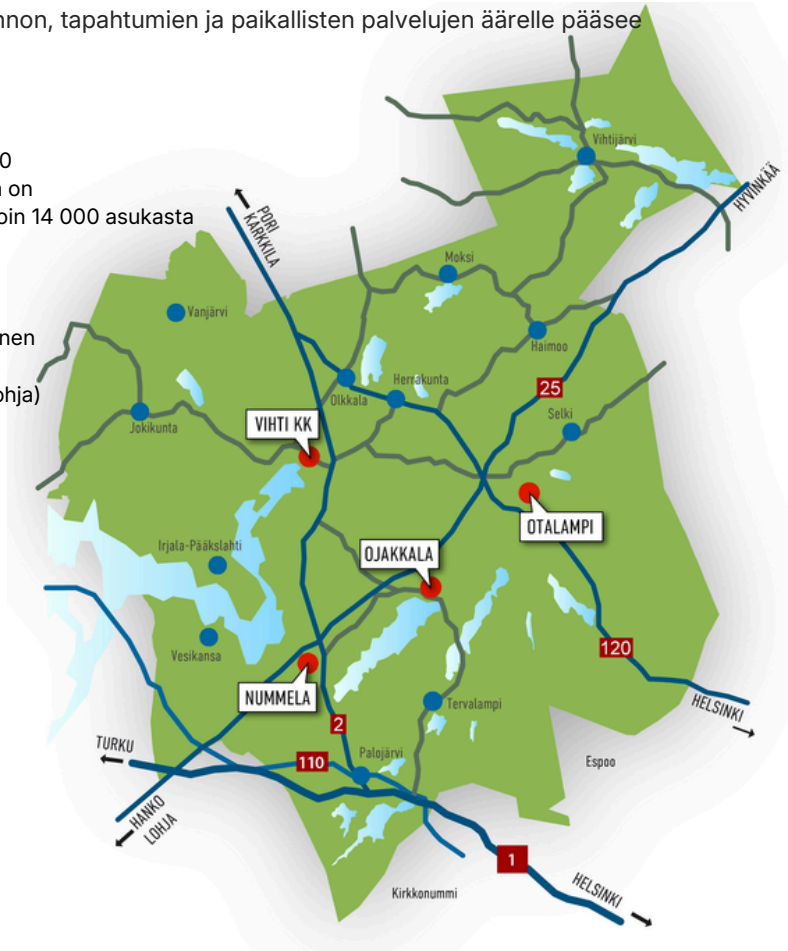 nnon, tapahtumien ja paikallisten palvelujen äärelle pääsee
0
on
oin 14 000 asukasta
nen
ohja)
Vihtijärvi
HYVINKÄÄ
PORI
KARKKILA
Moksi
Vanjärvi
Haimoo
Olkkala
Herrakunta
25
Selki
Jokikunta
VIHTI KK
OTALAMPI
OJAKKALA
Irjala-Pääkslahti
Vesikansa
120
NUMMELA
Tervalampi
HELSINKI
2
TURKU
110
Palojärvi
Espoo
HANKO
LOHJA
1
Kirkkonummi
HELSINKI